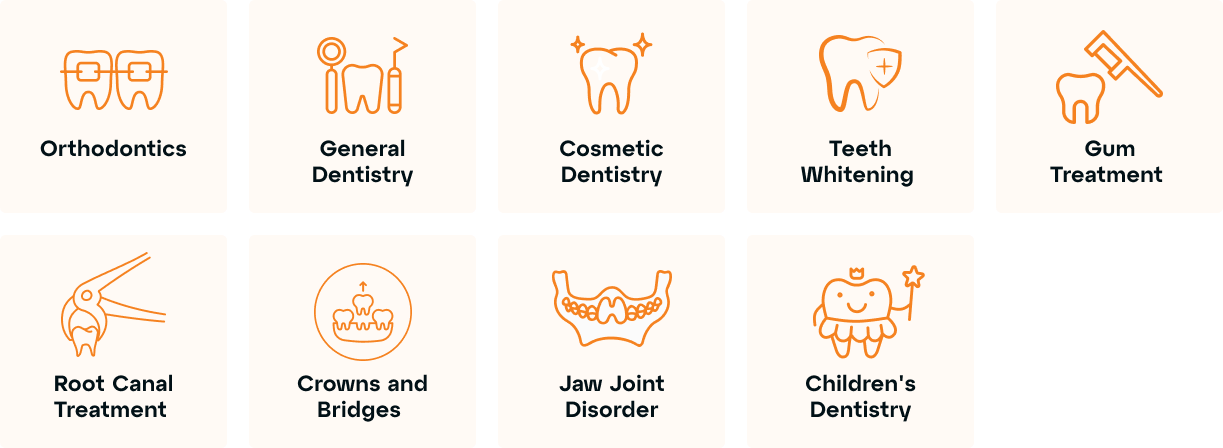 Orthodontics
General
Dentistry
Cosmetic
Dentistry
Teeth
Whitening
Gum
Treatment
Root Canal
Treatment
Crowns and
Bridges
Jaw Joint
Disorder
Children's
Dentistry